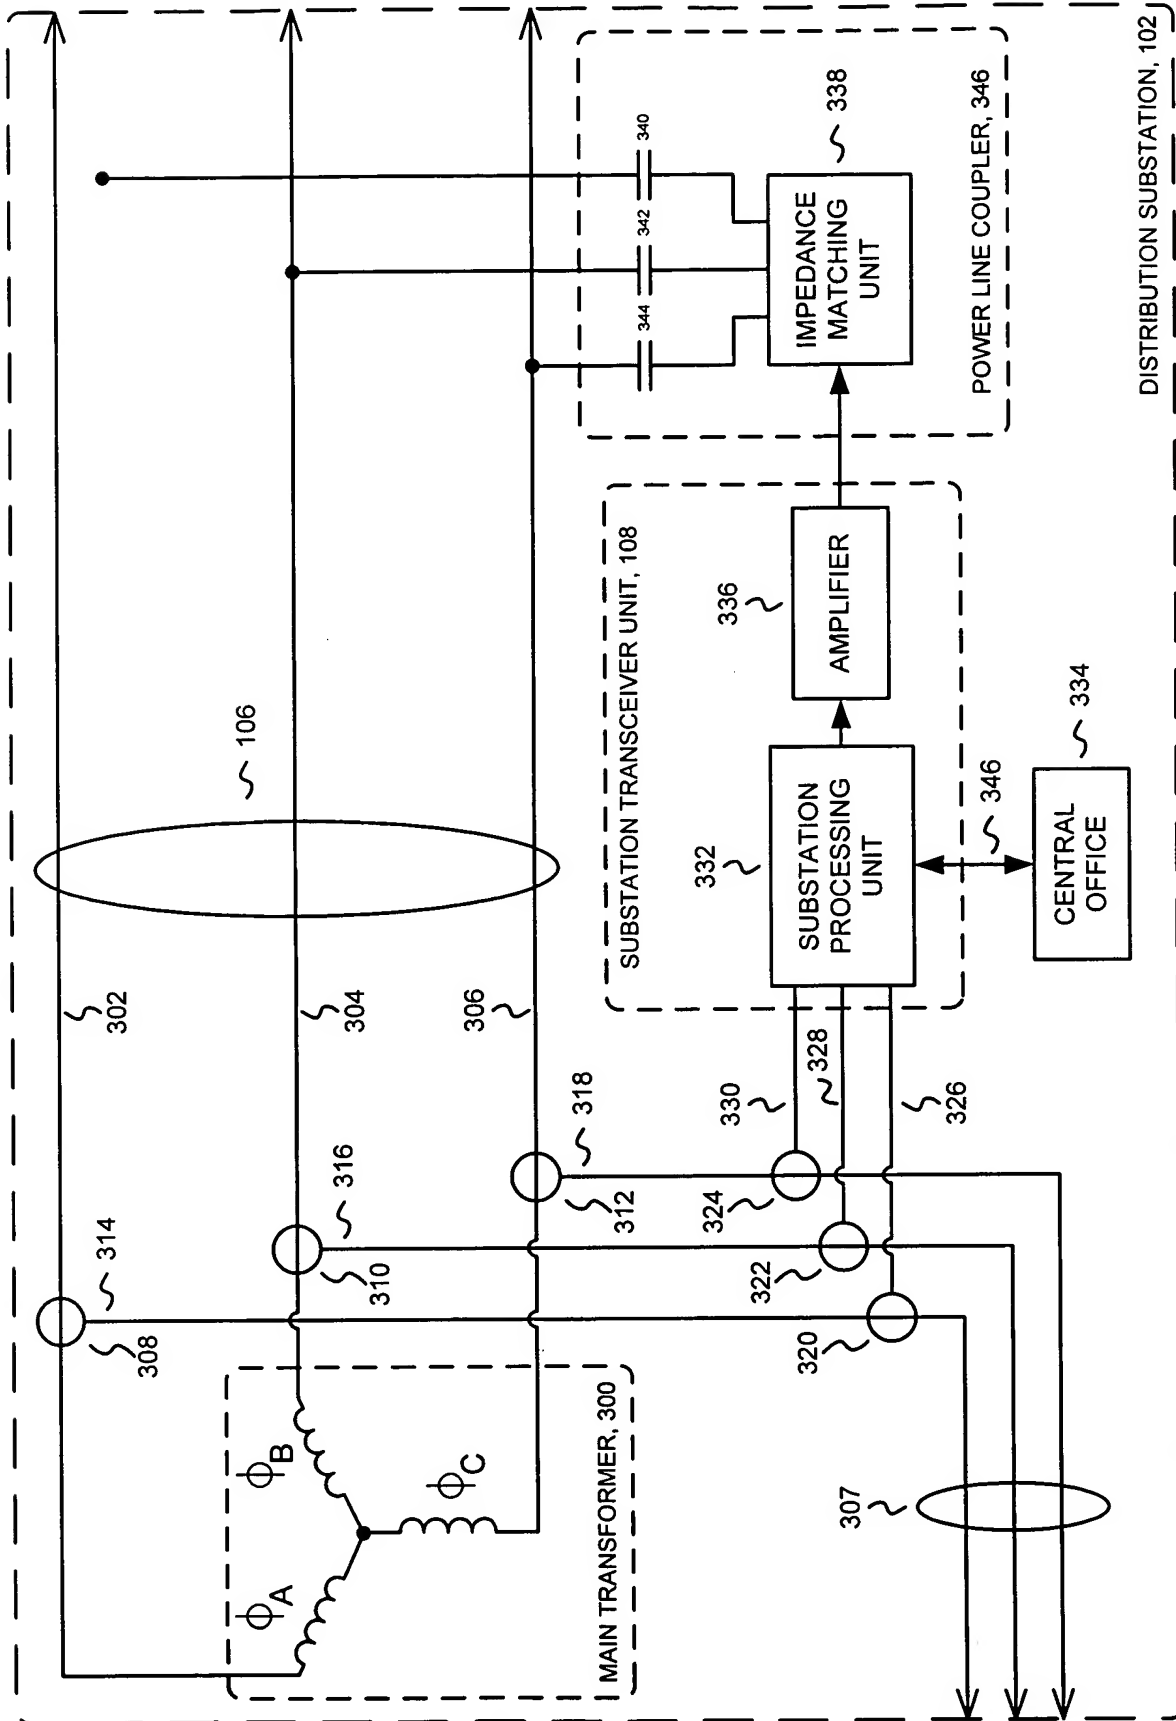 DISTRIBUTION SUBSTATION, 102
302
304
306
106
314
308
316
310
318
312
ΦA
ΦB
ΦC
MAIN TRANSFORMER, 300
307
320
322
324
330
328
326
SUBSTATION TRANSCEIVER UNIT, 108
332
SUBSTATION
PROCESSING
UNIT
336
AMPLIFIER
346
334
CENTRAL
OFFICE
344
342
340
338
IMPEDANCE
MATCHING
UNIT
POWER LINE COUPLER, 346